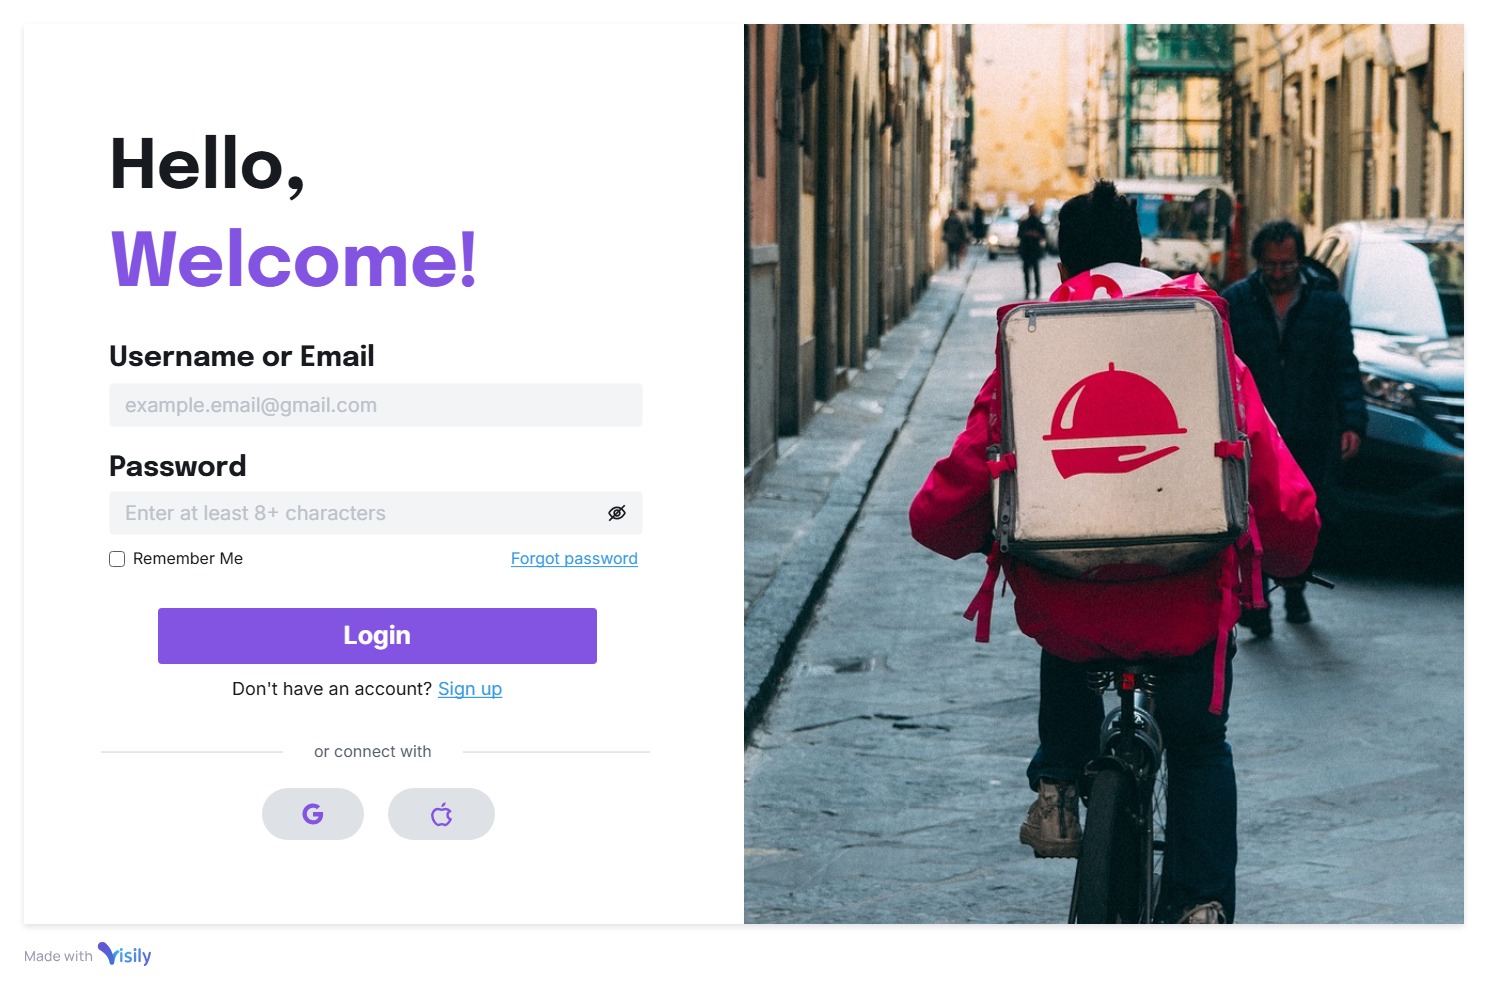 Hello,
Welcome!
Username or Email
example.email@gmail.com
Password
Enter at least 8+ characters
Remember Me
Forgot password
Login
Don't have an account? Sign up
or connect with
G
Made with Visily